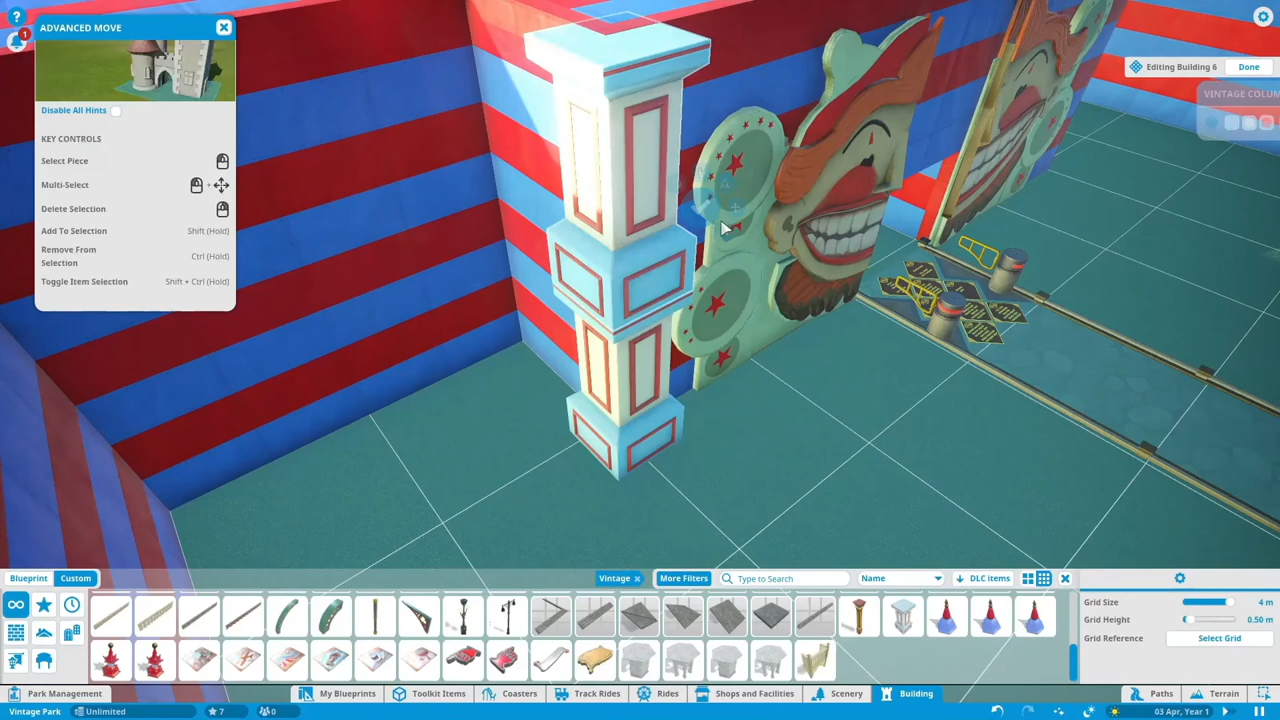 ?
1
ADVANCED MOVE
Disable All Hints
KEY CONTROLS
Select Piece
Multi-Select
+
Delete Selection
Add To Selection Shift (Hold)
Remove From
Selection Ctrl (Hold)
Toggle Item Selection Shift + Ctrl (Hold)
Editing Building 6 Done
VINTAGE COLUM
Blueprint Custom Vintage × More Filters Type to Search Name DLC items
Grid Size 4 m
Grid Height 0.50 m
Grid Reference Select Grid
Park Management My Blueprints Toolkit Items Coasters Track Rides Rides Shops and Facilities Scenery Building Paths Terrain
Vintage Park Unlimited 7 0 03 Apr, Year 1